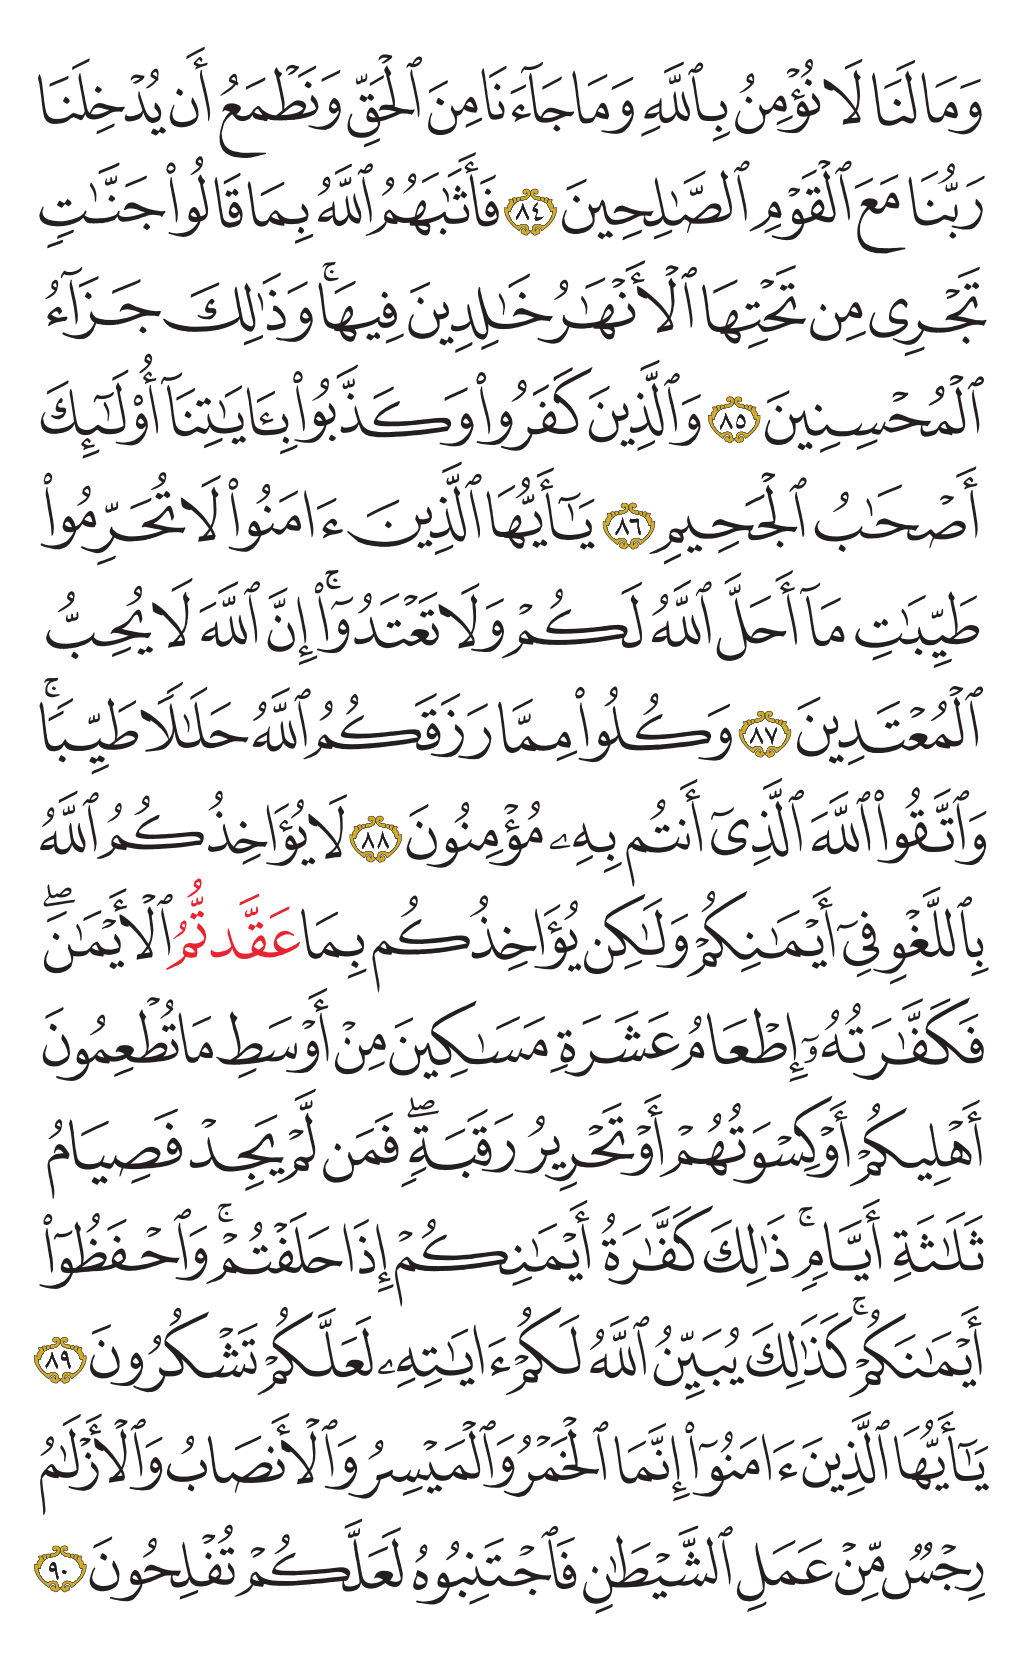 وَمَا لَنَا لَا نُؤۡمِنُ بِٱللَّهِ وَمَا جَآءَنَا مِنَ ٱلۡحَقِّ وَنَطۡمَعُ أَن يُدۡخِلَنَا
رَبُّنَا مَعَ ٱلۡقَوۡمِ ٱلصَّٰلِحِينَ ٨٤ فَأَثَٰبَهُمُ ٱللَّهُ بِمَا قَالُواْ جَنَّٰتٖ
تَجۡرِي مِن تَحۡتِهَا ٱلۡأَنۡهَٰرُ خَٰلِدِينَ فِيهَاۚ وَذَٰلِكَ جَزَآءُ
ٱلۡمُحۡسِنِينَ ٨٥ وَٱلَّذِينَ كَفَرُواْ وَكَذَّبُواْ بِـَٔايَٰتِنَآ أُوْلَٰٓئِكَ
أَصۡحَٰبُ ٱلۡجَحِيمِ ٨٦ يَٰٓأَيُّهَا ٱلَّذِينَ ءَامَنُواْ لَا تُحَرِّمُواْ
طَيِّبَٰتِ مَآ أَحَلَّ ٱللَّهُ لَكُمۡ وَلَا تَعۡتَدُوٓاْۚ إِنَّ ٱللَّهَ لَا يُحِبُّ
ٱلۡمُعۡتَدِينَ ٨٧ وَكُلُواْ مِمَّا رَزَقَكُمُ ٱللَّهُ حَلَٰلٗا طَيِّبٗاۚ
وَٱتَّقُواْ ٱللَّهَ ٱلَّذِيٓ أَنتُم بِهِۦ مُؤۡمِنُونَ ٨٨ لَا يُؤَاخِذُكُمُ ٱللَّهُ
بِٱللَّغۡوِ فِيٓ أَيۡمَٰنِكُمۡ وَلَٰكِن يُؤَاخِذُكُم بِمَا عَقَّدتُّمُ ٱلۡأَيۡمَٰنَۖ
فَكَفَّٰرَتُهُۥٓ إِطۡعَامُ عَشَرَةِ مَسَٰكِينَ مِنۡ أَوۡسَطِ مَا تُطۡعِمُونَ
أَهۡلِيكُمۡ أَوۡ كِسۡوَتُهُمۡ أَوۡ تَحۡرِيرُ رَقَبَةٖۖ فَمَن لَّمۡ يَجِدۡ فَصِيَامُ
ثَلَٰثَةِ أَيَّامٖۚ ذَٰلِكَ كَفَّٰرَةُ أَيۡمَٰنِكُمۡ إِذَا حَلَفۡتُمۡۚ وَٱحۡفَظُوٓاْ
أَيۡمَٰنَكُمۡۚ كَذَٰلِكَ يُبَيِّنُ ٱللَّهُ لَكُمۡ ءَايَٰتِهِۦ لَعَلَّكُمۡ تَشۡكُرُونَ ٨٩
يَٰٓأَيُّهَا ٱلَّذِينَ ءَامَنُوٓاْ إِنَّمَا ٱلۡخَمۡرُ وَٱلۡمَيۡسِرُ وَٱلۡأَنصَابُ وَٱلۡأَزۡلَٰمُ
رِجۡسٞ مِّنۡ عَمَلِ ٱلشَّيۡطَٰنِ فَٱجۡتَنِبُوهُ لَعَلَّكُمۡ تُفۡلِحُونَ ٩٠